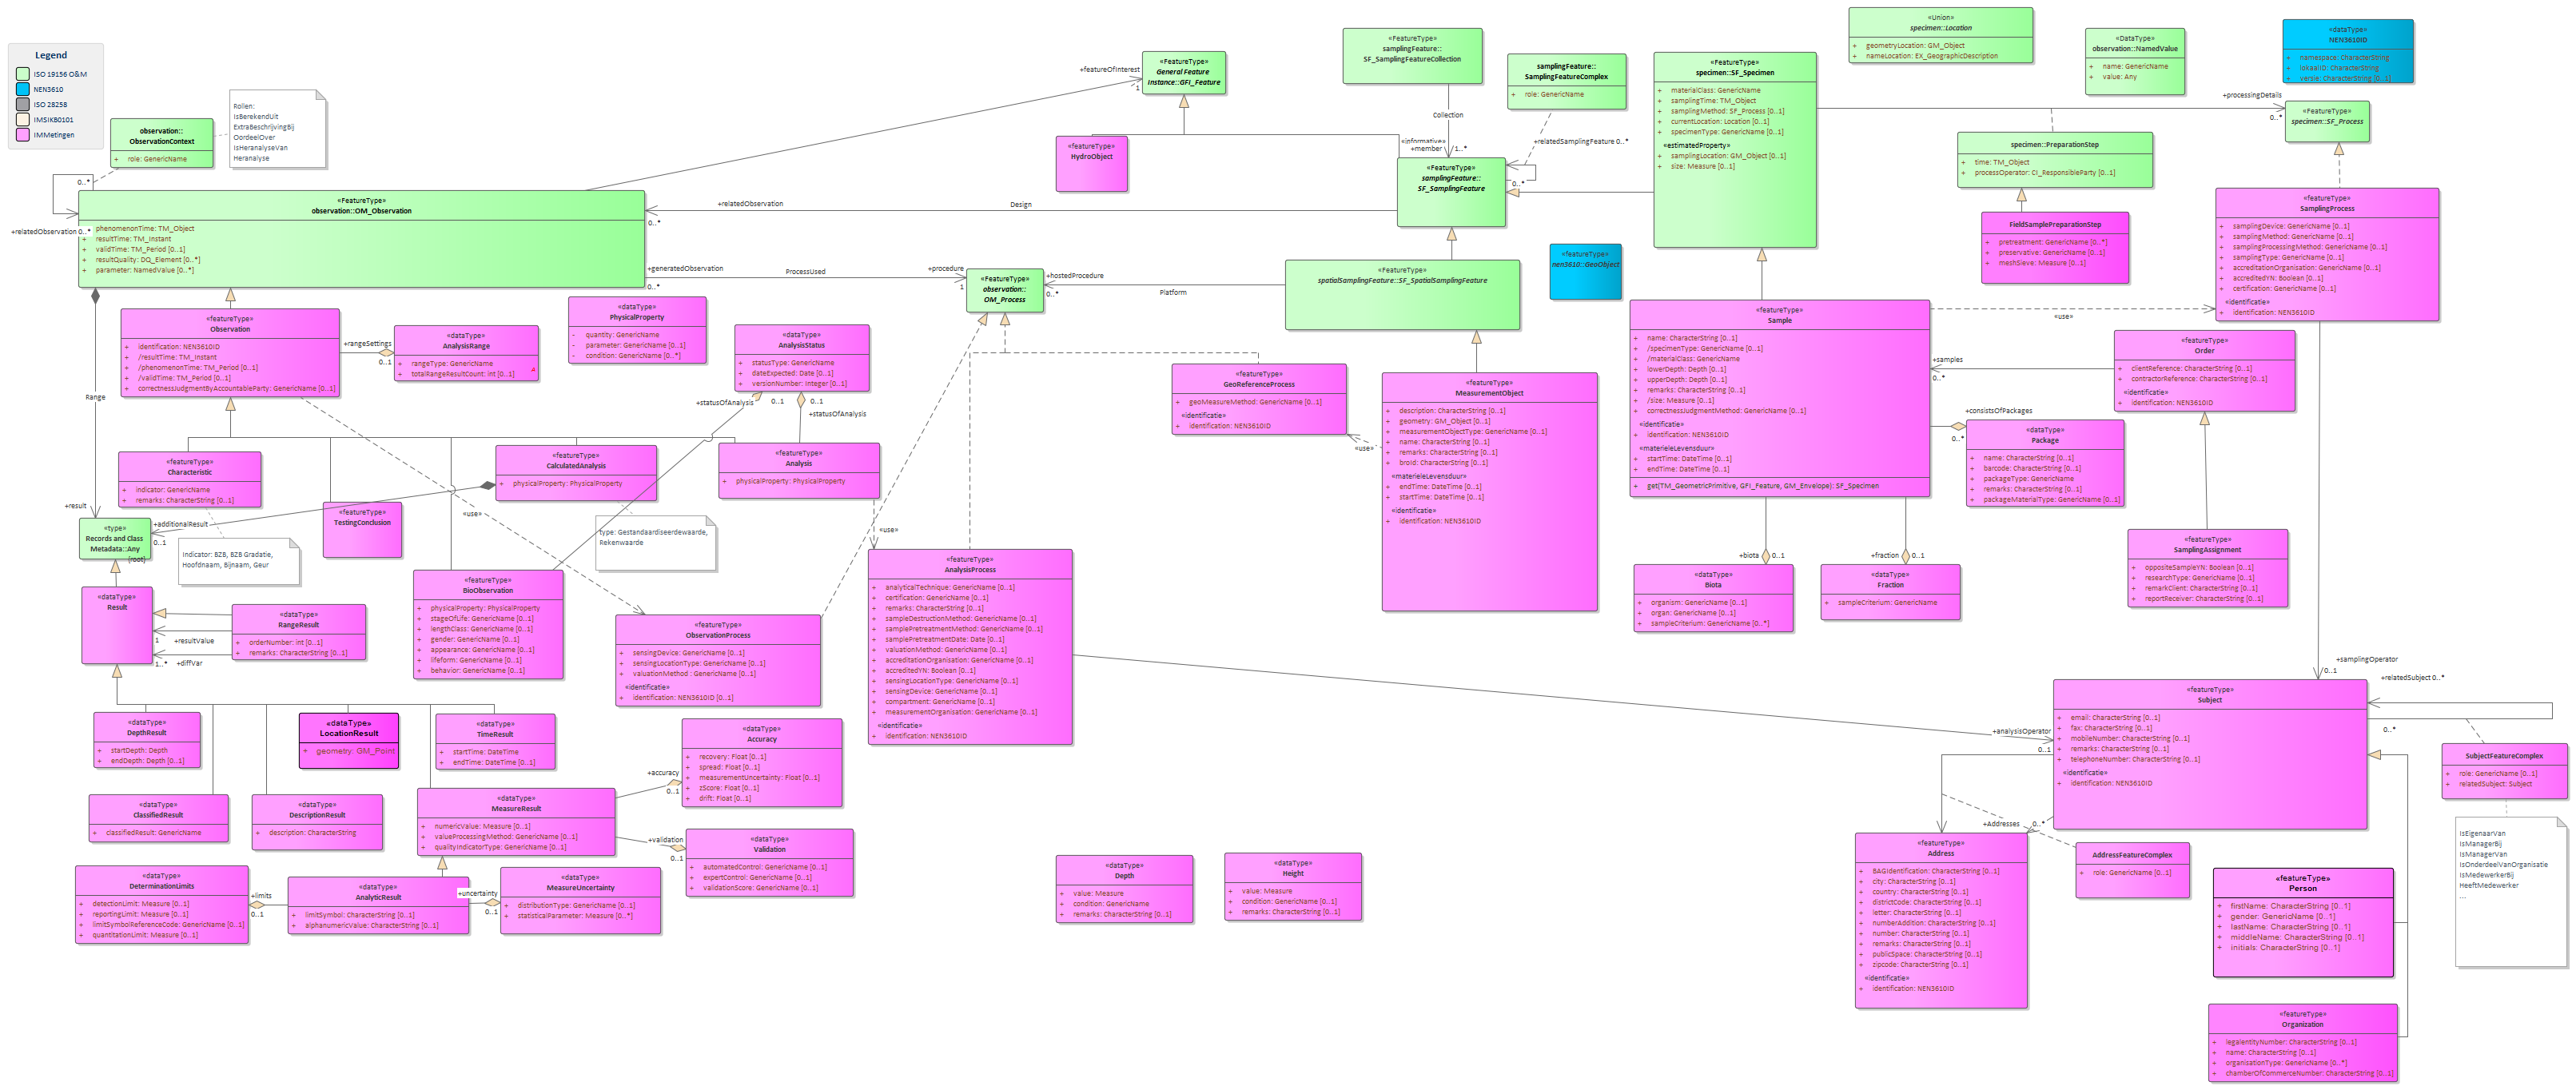 Legend
ISO 19156 O&M
NEN3610
ISO 28258
IMSIKB0101
IMMetingen
observation::
ObservationContext
+ role: GenericName
Rollen:
IsBerekendUit
ExtraBeschrijvingBij
OordeelOver
IsHeranalyseVan
Heranalyse
0..*
+relatedObservation 0..*
«FeatureType»
observation::OM_Observation
phenomenonTime: TM_Object
+ resultTime: TM_Instant
+ validTime: TM_Period [0..1]
+ resultQuality: DQ_Element [0..*]
+ parameter: NamedValue [0..*]
+featureOfInterest
1
«FeatureType»
General Feature
Instance::GFI_Feature
«featureType»
HydroObject
«FeatureType»
samplingFeature::
SF_SamplingFeatureCollection
Collection
«informative»
+member
1..*
samplingFeature::
SamplingFeatureComplex
+ role: GenericName
+relatedSamplingFeature 0..*
0..*
«FeatureType»
samplingFeature::
SF_SamplingFeature
+relatedObservation
Design
0..*
«FeatureType»
specimen::SF_Specimen
+ materialClass: GenericName
+ samplingTime: TM_Object
+ samplingMethod: SF_Process [0..1]
+ currentLocation: Location [0..1]
+ specimenType: GenericName [0..1]
«estimatedProperty»
+ samplingLocation: GM_Object [0..1]
+ size: Measure [0..1]
«Union»
specimen::Location
+ geometryLocation: GM_Object
+ nameLocation: EX_GeographicDescription
«DataType»
observation::NamedValue
+ name: GenericName
+ value: Any
«dataType»
NEN3610ID
+ namespace: CharacterString
+ lokaalID: CharacterString
+ versie: CharacterString [0..1]
+processingDetails
0..*
«FeatureType»
specimen::SF_Process
specimen::PreparationStep
+ time: TM_Object
+ processOperator: CI_ResponsibleParty [0..1]
FieldSamplePreparationStep
+ pretreatment: GenericName [0..*]
+ preservative: GenericName [0..1]
+ meshSieve: Measure [0..1]
«featureType»
SamplingProcess
+ samplingDevice: GenericName [0..1]
+ samplingMethod: GenericName [0..1]
+ samplingProcessingMethod: GenericName [0..1]
+ samplingType: GenericName [0..1]
+ accreditationOrganisation: GenericName [0..1]
+ accreditedYN: Boolean [0..1]
+ certification: GenericName [0..1]
«identificatie»
+ identification: NEN3610ID
+generatedObservation
0..*
ProcessUsed
+procedure
1
«FeatureType»
observation::
OM_Process
+hostedProcedure
0..*
Platform
«FeatureType»
spatialSamplingFeature::SF_SpatialSamplingFeature
«featureType»
nen3610::GeoObject
«featureType»
Observation
+ identification: NEN3610ID
+ /resultTime: TM_Instant
+ /phenomenonTime: TM_Period [0..1]
+ /validTime: TM_Period [0..1]
+ correctnessJudgmentByAccountableParty: GenericName [0..1]
+rangeSettings
0..1
«dataType»
AnalysisRange
+ rangeType: GenericName
+ totalRangeResultCount: int [0..1]
«dataType»
PhysicalProperty
- quantity: GenericName
- parameter: GenericName [0..1]
- condition: GenericName [0..*]
«dataType»
AnalysisStatus
+ statusType: GenericName
+ dateExpected: Date [0..1]
+ versionNumber: Integer [0..1]
+statusOfAnalysis
0..1
0..1
+statusOfAnalysis
«featureType»
GeoReferenceProcess
+ geoMeasureMethod: GenericName [0..1]
«identificatie»
+ identification: NEN3610ID
«use»
«featureType»
MeasurementObject
+ description: CharacterString [0..1]
+ geometry: GM_Object [0..1]
+ measurementObjectType: GenericName [0..1]
+ name: CharacterString [0..1]
+ remarks: CharacterString [0..1]
+ broid: CharacterString [0..1]
«materieleLevensduur»
+ endTime: DateTime [0..1]
+ startTime: DateTime [0..1]
«identificatie»
+ identification: NEN3610ID
«featureType»
Sample
+ name: CharacterString [0..1]
+ /specimenType: GenericName [0..1]
+ /materialClass: GenericName
+ lowerDepth: Depth [0..1]
+ upperDepth: Depth [0..1]
+ remarks: CharacterString [0..1]
+ /size: Measure [0..1]
+ correctnessJudgmentMethod: GenericName [0..1]
«identificatie»
+ identification: NEN3610ID
«materieleLevensduur»
+ startTime: DateTime [0..1]
+ endTime: DateTime [0..1]
+ get(TM_GeometricPrimitive, GFI_Feature, GM_Envelope): SF_Specimen
«use»
+samples
0..*
«featureType»
Order
+ clientReference: CharacterString [0..1]
+ contractorReference: CharacterString [0..1]
«identificatie»
+ identification: NEN3610ID
+consistsOfPackages
0..*
«dataType»
Package
+ name: CharacterString [0..1]
+ barcode: CharacterString [0..1]
+ packageType: GenericName
+ remarks: CharacterString [0..1]
+ packageMaterialType: GenericName [0..1]
Range
+result
«featureType»
Characteristic
+ indicator: GenericName
+ remarks: CharacterString [0..1]
«featureType»
CalculatedAnalysis
+ physicalProperty: PhysicalProperty
«featureType»
Analysis
+ physicalProperty: PhysicalProperty
«featureType»
TestingConclusion
«use»
«use»
type: Gestandaardiseerdewaarde,
Rekenwaarde
«type»
Records and Class
Metadata::Any
{root}
+additionalResult
0..1
Indicator: BZB, BZB Gradatie,
Hoofdnaam, Bijnaam, Geur
«featureType»
BioObservation
+ physicalProperty: PhysicalProperty
+ stageOfLife: GenericName [0..1]
+ lengthClass: GenericName [0..1]
+ gender: GenericName [0..1]
+ appearance: GenericName [0..1]
+ lifeform: GenericName [0..1]
+ behavior: GenericName [0..1]
«featureType»
AnalysisProcess
+ analyticalTechnique: GenericName [0..1]
+ certification: GenericName [0..1]
+ remarks: CharacterString [0..1]
+ sampleDestructionMethod: GenericName [0..1]
+ samplePretreatmentMethod: GenericName [0..1]
+ samplePretreatmentDate: Date [0..1]
+ valuationMethod: GenericName [0..1]
+ accreditationOrganisation: GenericName [0..1]
+ accreditedYN: Boolean [0..1]
+ sensingLocationType: GenericName [0..1]
+ sensingDevice: GenericName [0..1]
+ compartment: GenericName [0..1]
+ measurementOrganisation: GenericName [0..1]
«identificatie»
+ identification: NEN3610ID
+biota
0..1
+fraction
0..1
«dataType»
Biota
+ organism: GenericName [0..1]
+ organ: GenericName [0..1]
+ sampleCriterium: GenericName [0..*]
«dataType»
Fraction
+ sampleCriterium: GenericName
«featureType»
SamplingAssignment
+ oppositeSampleYN: Boolean [0..1]
+ researchType: GenericName [0..1]
+ remarkClient: CharacterString [0..1]
+ reportReceiver: CharacterString [0..1]
«dataType»
Result
«dataType»
RangeResult
+ orderNumber: int [0..1]
+ remarks: CharacterString [0..1]
1
+resultValue
1..*
+diffVar
«featureType»
ObservationProcess
+ sensingDevice: GenericName [0..1]
+ sensingLocationType: GenericName [0..1]
+ valuationMethod : GenericName [0..1]
«identificatie»
+ identification: NEN3610ID [0..1]
+samplingOperator
0..1
+relatedSubject 0..*
0..*
+analysisOperator
0..1
«featureType»
Subject
+ email: CharacterString [0..1]
+ fax: CharacterString [0..1]
+ mobileNumber: CharacterString [0..1]
+ remarks: CharacterString [0..1]
+ telephoneNumber: CharacterString [0..1]
«identificatie»
+ identification: NEN3610ID
SubjectFeatureComplex
+ role: GenericName [0..1]
+ relatedSubject: Subject
IsEigenaarVan
IsManagerBij
IsManagerVan
IsOnderdeelVanOrganisatie
IsMedewerkerBij
HeeftMedewerker
...
«dataType»
DepthResult
+ startDepth: Depth
+ endDepth: Depth [0..1]
«dataType»
LocationResult
+ geometry: GM_Point
«dataType»
TimeResult
+ startTime: DateTime
+ endTime: DateTime [0..1]
«dataType»
Accuracy
+ recovery: Float [0..1]
+ spread: Float [0..1]
+ measurementUncertainty: Float [0..1]
+ zScore: Float [0..1]
+ drift: Float [0..1]
«dataType»
ClassifiedResult
+ classifiedResult: GenericName
«dataType»
DescriptionResult
+ description: CharacterString
«dataType»
MeasureResult
+ numericValue: Measure [0..1]
+ valueProcessingMethod: GenericName [0..1]
+ qualityIndicatorType: GenericName [0..1]
+accuracy
0..1
+validation
0..1
«dataType»
Validation
+ automatedControl: GenericName [0..1]
+ expertControl: GenericName [0..1]
+ validationScore: GenericName [0..1]
«dataType»
DeterminationLimits
+ detectionLimit: Measure [0..1]
+ reportingLimit: Measure [0..1]
+ limitSymbolReferenceCode: GenericName [0..1]
+ quantitationLimit: Measure [0..1]
+limits
0..1
«dataType»
AnalyticResult
+ limitSymbol: CharacterString [0..1]
+ alphanumericValue: CharacterString [0..1]
+uncertainty
0..1
«dataType»
MeasureUncertainty
+ distributionType: GenericName [0..1]
+ statisticalParameter: Measure [0..*]
«dataType»
Depth
+ value: Measure
+ condition: GenericName
+ remarks: CharacterString [0..1]
«dataType»
Height
+ value: Measure
+ condition: GenericName [0..1]
+ remarks: CharacterString [0..1]
+Addresses
0..*
«featureType»
Address
+ BAGIdentification: CharacterString [0..1]
+ city: CharacterString [0..1]
+ country: CharacterString [0..1]
+ districtCode: CharacterString [0..1]
+ letter: CharacterString [0..1]
+ numberAddition: CharacterString [0..1]
+ number: CharacterString [0..1]
+ remarks: CharacterString [0..1]
+ publicSpace: CharacterString [0..1]
+ zipcode: CharacterString [0..1]
«identificatie»
+ identification: NEN3610ID
AddressFeatureComplex
+ role: GenericName [0..1]
«featureType»
Person
+ firstName: CharacterString [0..1]
+ gender: GenericName [0..1]
+ lastName: CharacterString [0..1]
+ middleName: CharacterString [0..1]
+ initials: CharacterString [0..1]
«featureType»
Organization
+ legalentityNumber: CharacterString [0..1]
+ name: CharacterString [0..1]
+ organisationType: GenericName [0..*]
+ chamberOfCommerceNumber: CharacterString [0..1]